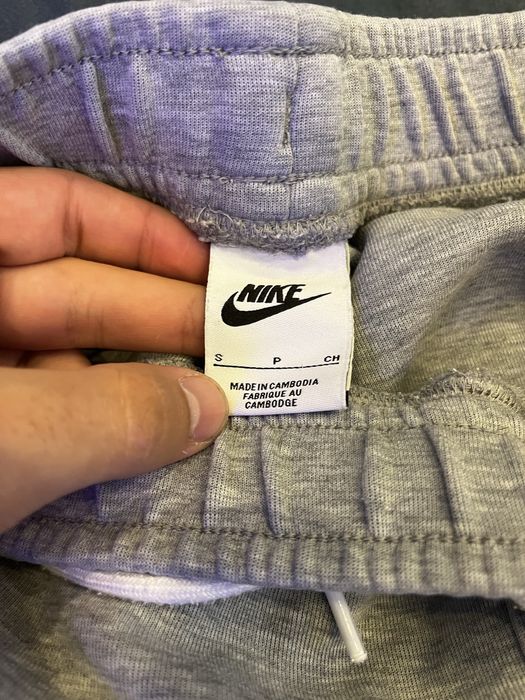 NIKE
S P CH
MADE IN CAMBODIA
FABRIQUE AU
CAMBODGE